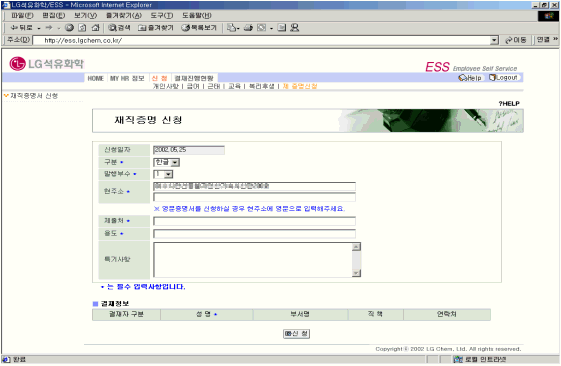 LG석유화학/ESS - Microsoft Internet Explorer
파일(F) 편집(E) 보기(V) 즐겨찾기(A) 도구(T) 도움말(H)
뒤로 검색 즐겨찾기 목록보기
주소(D) http://ess.lgchem.co.kr/ 이동 연결 »
LG석유화학 ESS Employee Self Service
HOME MY HR 정보 신 청 결재진행현황 Help Logout
개인사항 | 급여 | 근태 | 교육 | 복리후생 | 제 증명신청
재직증명서 신청
?HELP
재직증명 신청
신청일자 2002.05.25
구분 한글
발행부수 1
현주소
※ 영문증명서를 신청하실 경우 현주소에 영문으로 입력해주세요.
제출처
용도
특기사항
는 필수 입력사항입니다.
결재정보
결재자 구분 성 명 부서명 직 책 연락처
신 청
Copyright ⓒ 2002 LG Chem, Ltd. All rights reserved.
완료 로컬 인트라넷